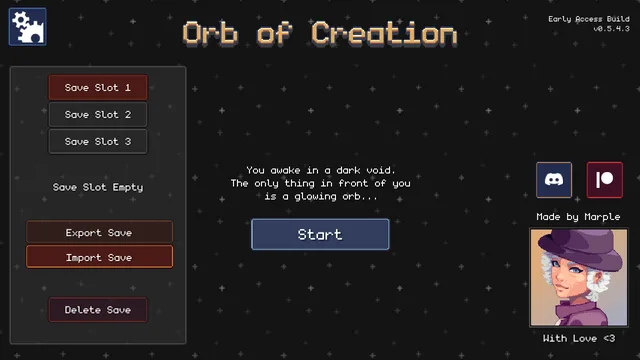 Orb of Creation
Early Access Build
v0.5.4.3
Save Slot 1
Save Slot 2
Save Slot 3
Save Slot Empty
Export Save
Import Save
Delete Save
You awake in a dark void.
The only thing in front of you
is a glowing orb...
Start
Made by Marple
With Love <3